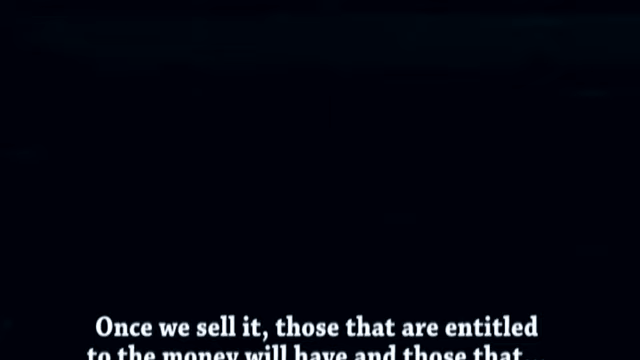 Once we sell it, those that are entitled
to the money will have and those that